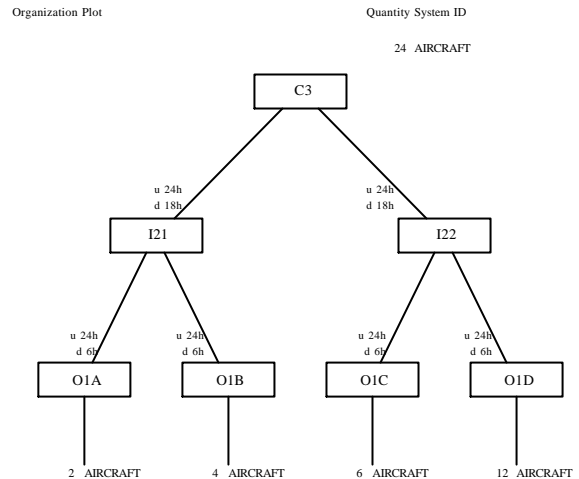 Organization Plot Quantity System ID
24 AIRCRAFT
C3
u 24h u 24h
d 18h d 18h
I21 I22
u 24h u 24h u 24h u 24h
d 6h d 6h d 6h d 6h
O1A O1B O1C O1D
2 AIRCRAFT 4 AIRCRAFT 6 AIRCRAFT 12 AIRCRAFT